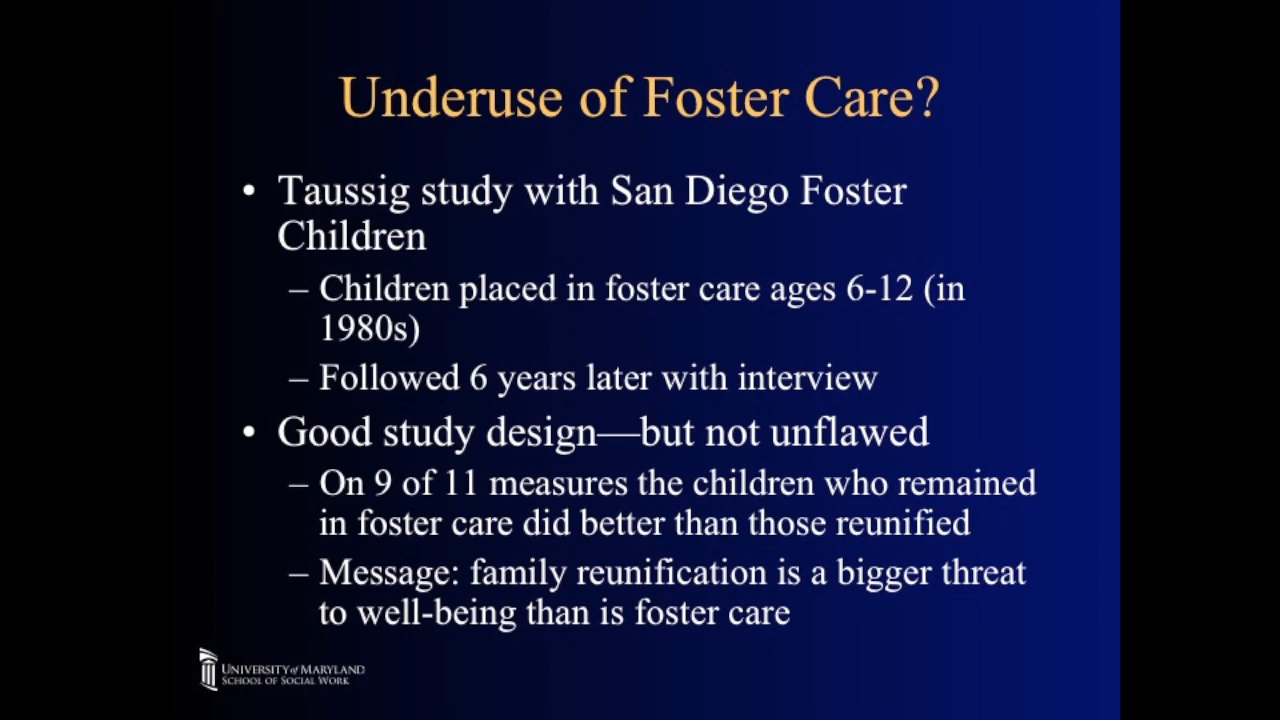 Underuse of Foster Care?
• Taussig study with San Diego Foster
Children
– Children placed in foster care ages 6-12 (in
1980s)
– Followed 6 years later with interview
• Good study design—but not unflawed
– On 9 of 11 measures the children who remained
in foster care did better than those reunified
– Message: family reunification is a bigger threat
to well-being than is foster care
UNIVERSITY of MARYLAND
SCHOOL OF SOCIAL WORK